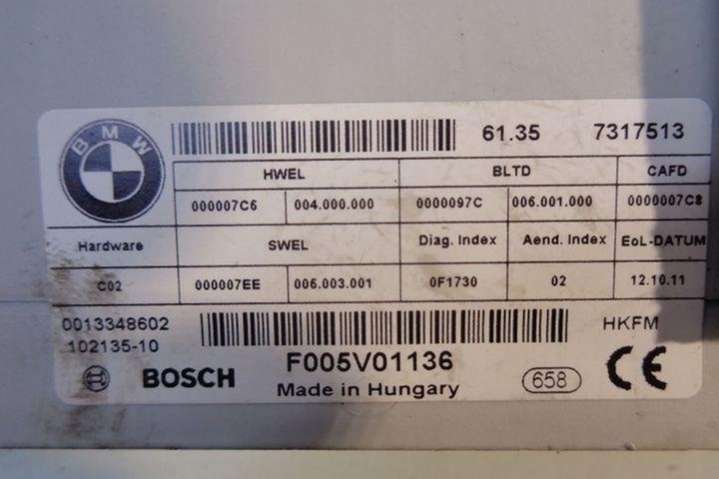 BMW
61.35 7317513
HWEL BLTD CAFD
000007C6 004.000.000 0000097C 006.001.000 0000007C8
Hardware SWEL Diag. Index Aend. Index EoL-DATUM
C02 000007EE 006.003.001 0F1730 02 12.10.11
0013348602 HKFM
102135-10
BOSCH F005V01136 658 CE
Made in Hungary